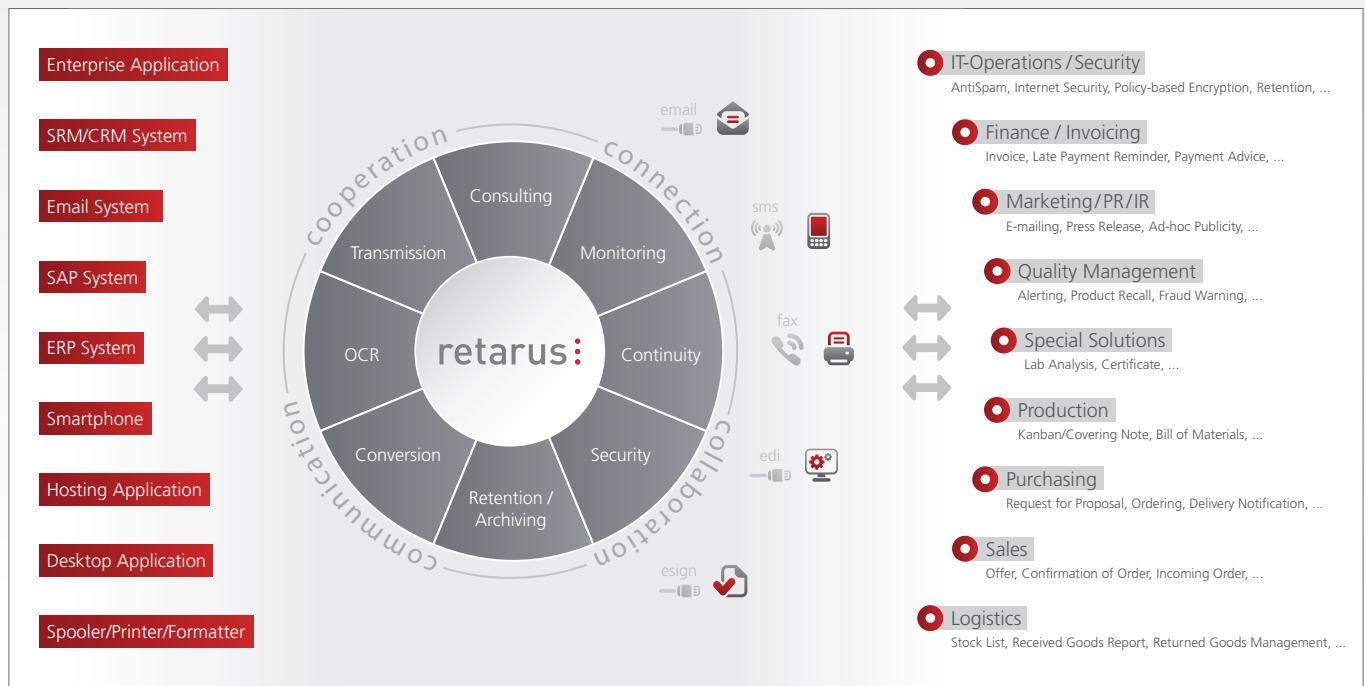 Enterprise Application
SRM/CRM System
Email System
SAP System
ERP System
Smartphone
Hosting Application
Desktop Application
Spooler/Printer/Formatter
cooperation
connection
collaboration
communication
Consulting
Monitoring
Continuity
Security
Retention /
Archiving
Conversion
OCR
Transmission
retarus:
email
sms
fax
edi
esign
IT-Operations / Security
AntiSpam, Internet Security, Policy-based Encryption, Retention, ...
Finance / Invoicing
Invoice, Late Payment Reminder, Payment Advice, ...
Marketing/PR/IR
E-mailing, Press Release, Ad-hoc Publicity, ...
Quality Management
Alerting, Product Recall, Fraud Warning, ...
Special Solutions
Lab Analysis, Certificate, ...
Production
Kanban/Covering Note, Bill of Materials, ...
Purchasing
Request for Proposal, Ordering, Delivery Notification, ...
Sales
Offer, Confirmation of Order, Incoming Order, ...
Logistics
Stock List, Received Goods Report, Returned Goods Management, ...